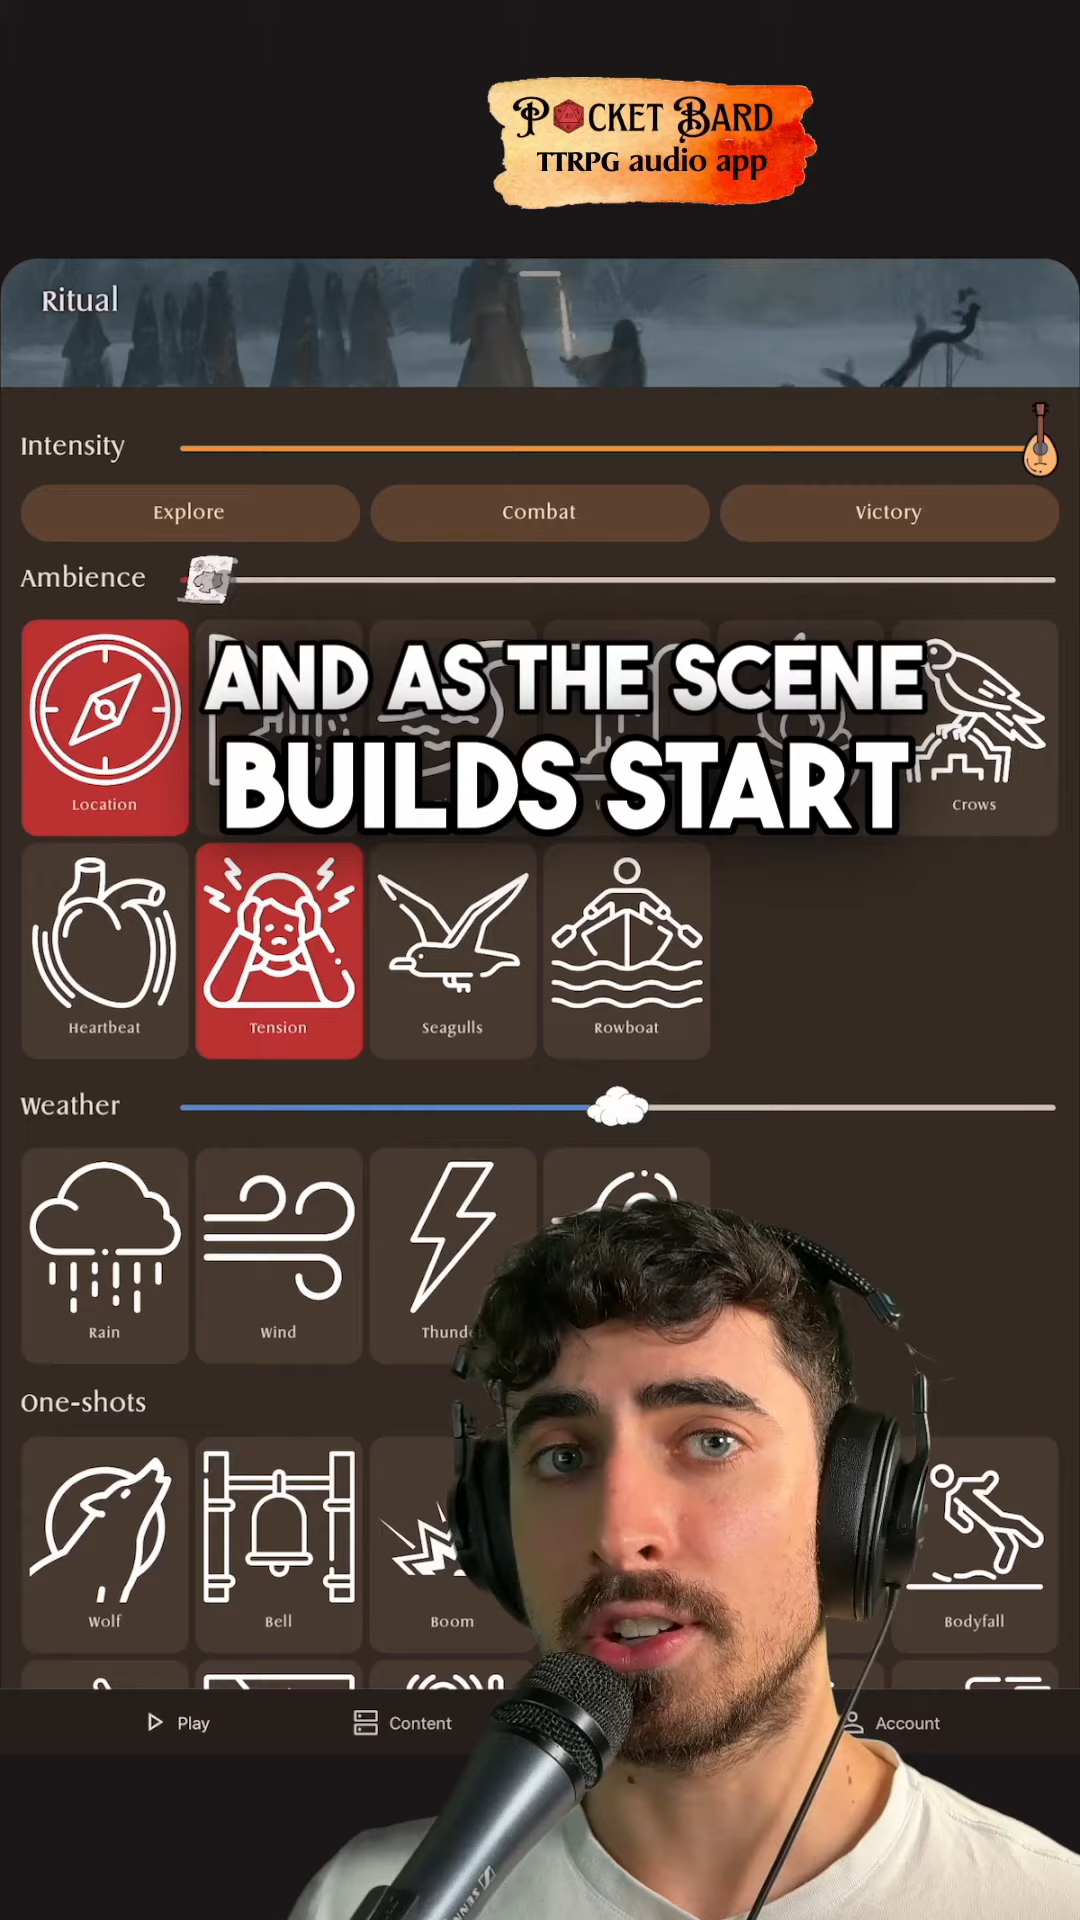 POCKET BARD
TTRPG audio app
Ritual
Intensity
Explore
Combat
Victory
Ambience
AND AS THE SCENE
BUILDS START
Location
Crows
Heartbeat
Tension
Seagulls
Rowboat
Weather
Rain
Wind
One-shots
Wolf
Bell
Boom
Bodyfall
Play
Content
Account